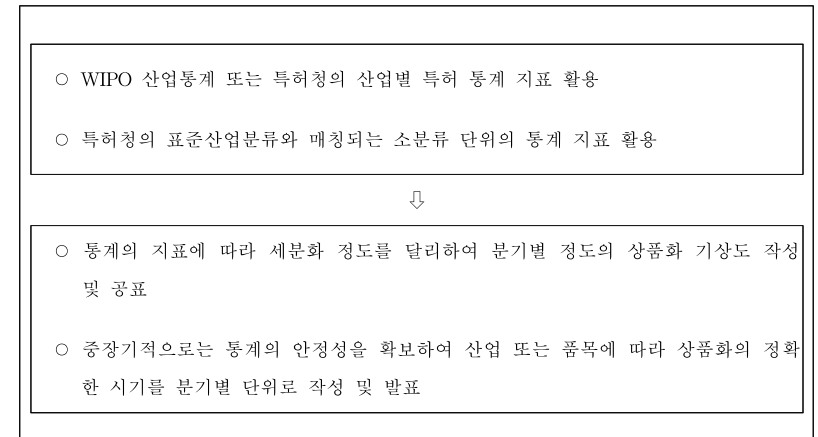 ○ WIPO 산업통계 또는 특허청의 산업별 특허 통계 지표 활용
○ 특허청의 표준산업분류와 매칭되는 소분류 단위의 통계 지표 활용
⇩
○ 통계의 지표에 따라 세분화 정도를 달리하여 분기별 정도의 상품화 기상도 작성
및 공표
○ 중장기적으로는 통계의 안정성을 확보하여 산업 또는 품목에 따라 상품화의 정확
한 시기를 분기별 단위로 작성 및 발표